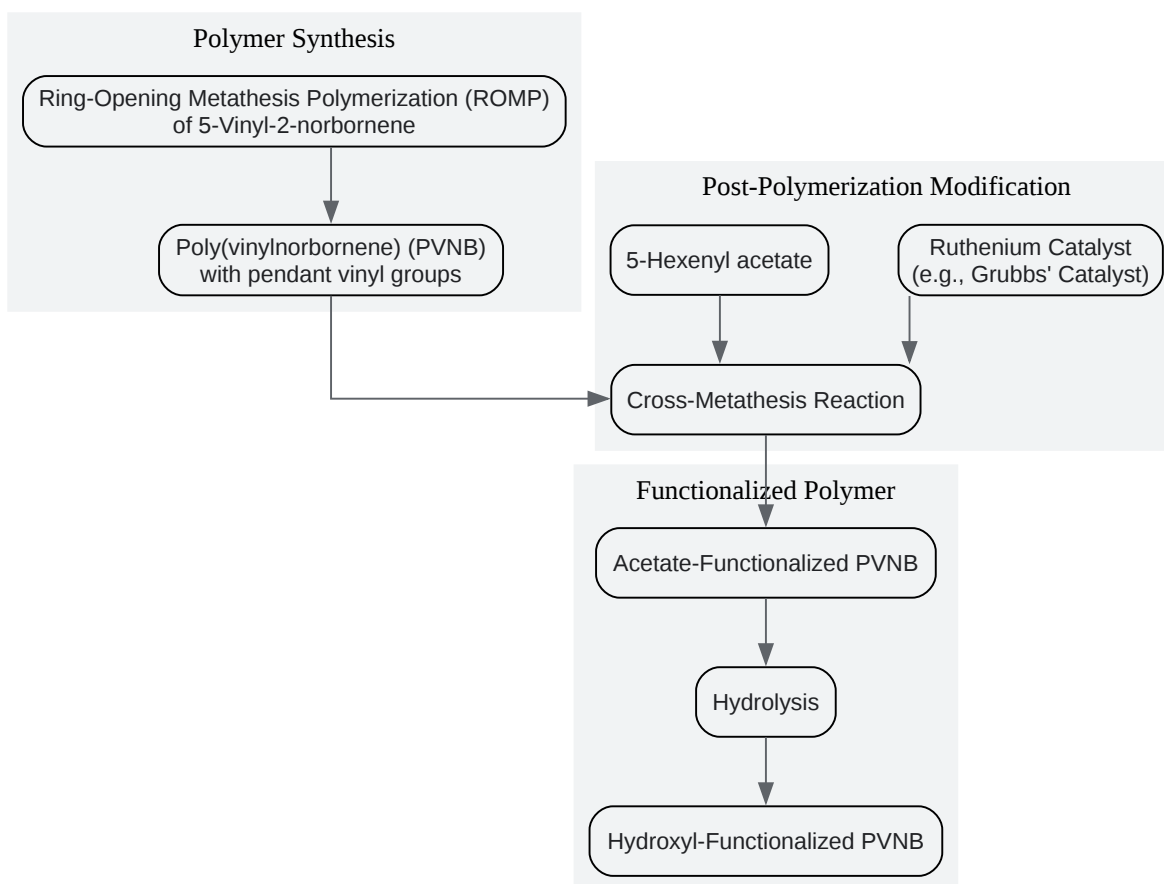 Polymer Synthesis
Ring-Opening Metathesis Polymerization (ROMP)
of 5-Vinyl-2-norbornene
Poly(vinylnorbornene) (PVNB)
with pendant vinyl groups
Post-Polymerization Modification
5-Hexenyl acetate
Ruthenium Catalyst
(e.g., Grubbs' Catalyst)
Cross-Metathesis Reaction
Functionalized Polymer
Acetate-Functionalized PVNB
Hydrolysis
Hydroxyl-Functionalized PVNB